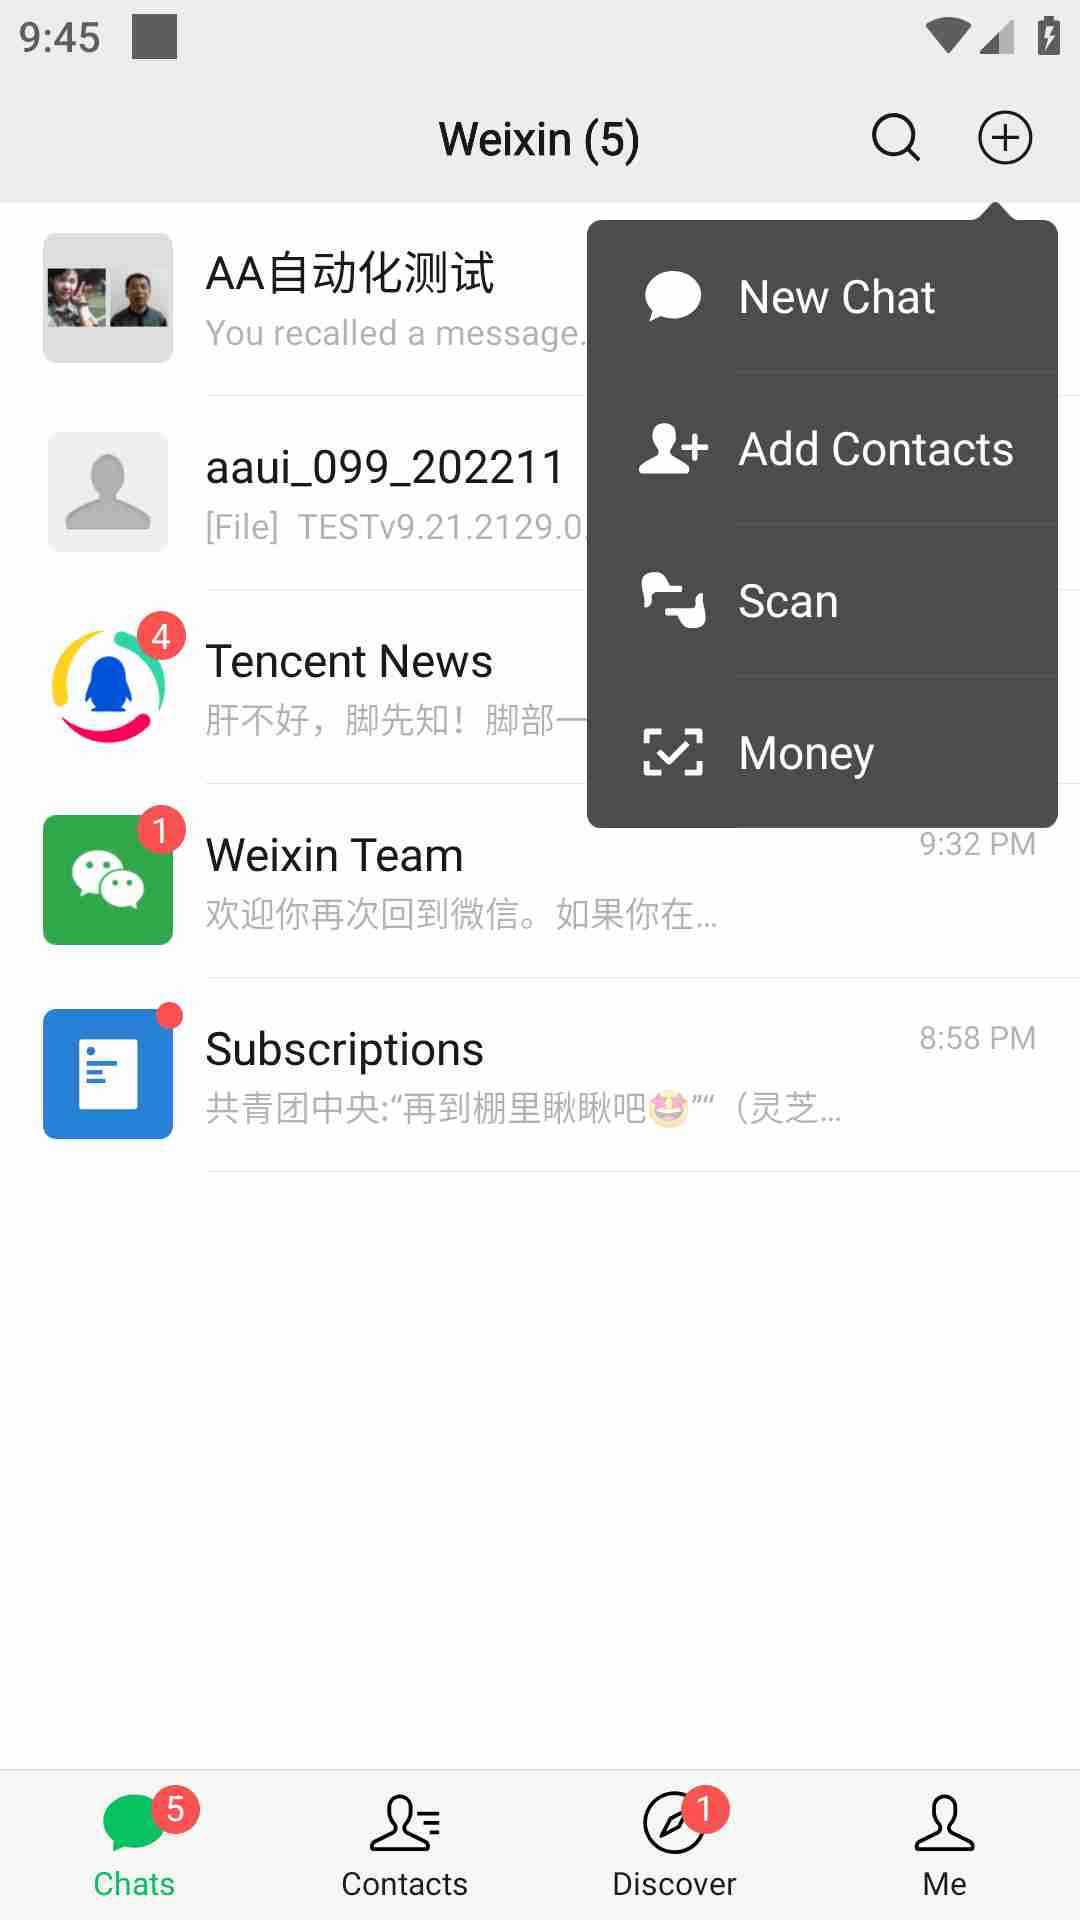 9:45
Weixin (5)
AA自动化测试
You recalled a message.
New Chat
Add Contacts
aaui_099_202211
[File] TESTv9.21.2129.0.
Scan
4
Tencent News
肝不好，脚先知！脚部一
Money
1
Weixin Team
9:32 PM
欢迎你再次回到微信。如果你在...
Subscriptions
8:58 PM
共青团中央:“再到棚里瞅瞅吧🤩”“（灵芝...
5
1
Chats
Contacts
Discover
Me